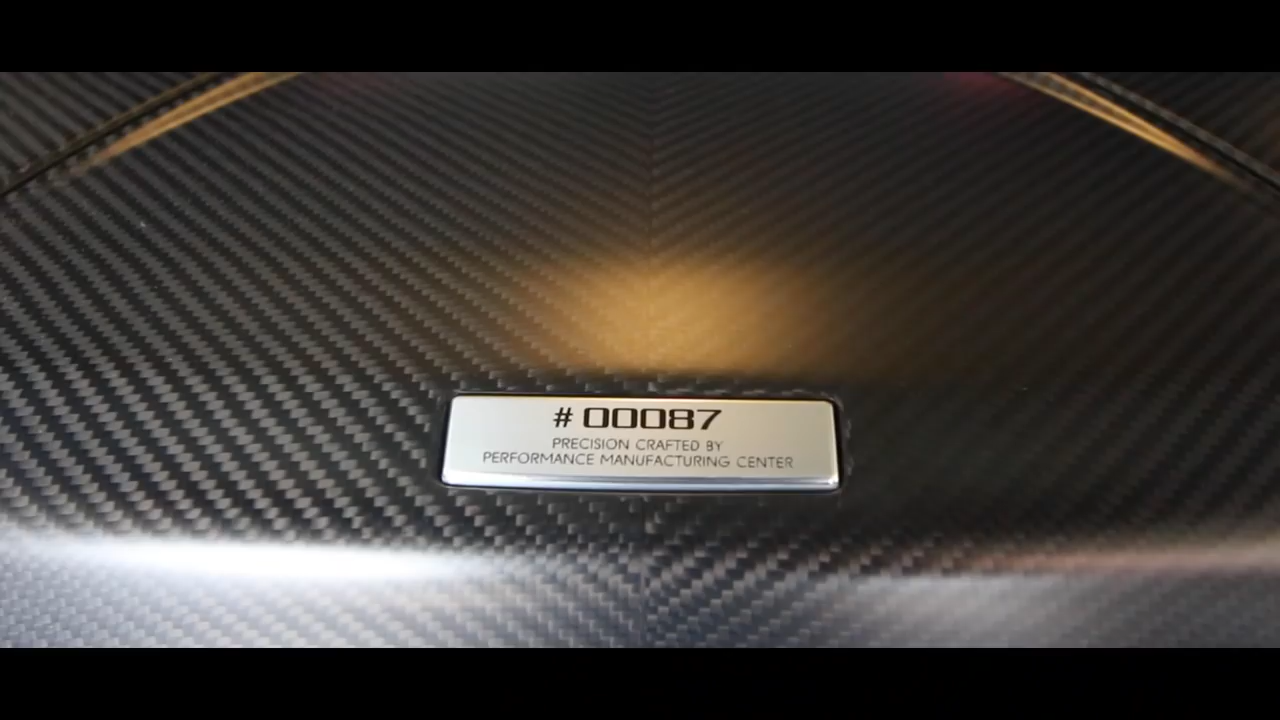 # 00087
PRECISION CRAFTED BY
PERFORMANCE MANUFACTURING CENTER